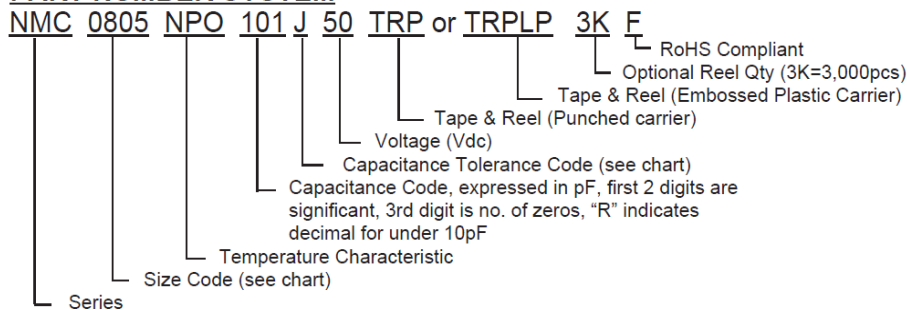 NMC 0805 NPO 101 J 50 TRP or TRPLP 3K F
RoHS Compliant
Optional Reel Qty (3K=3,000pcs)
Tape & Reel (Embossed Plastic Carrier)
Tape & Reel (Punched carrier)
Voltage (Vdc)
Capacitance Tolerance Code (see chart)
Capacitance Code, expressed in pF, first 2 digits are
significant, 3rd digit is no. of zeros, “R” indicates
decimal for under 10pF
Temperature Characteristic
Size Code (see chart)
Series